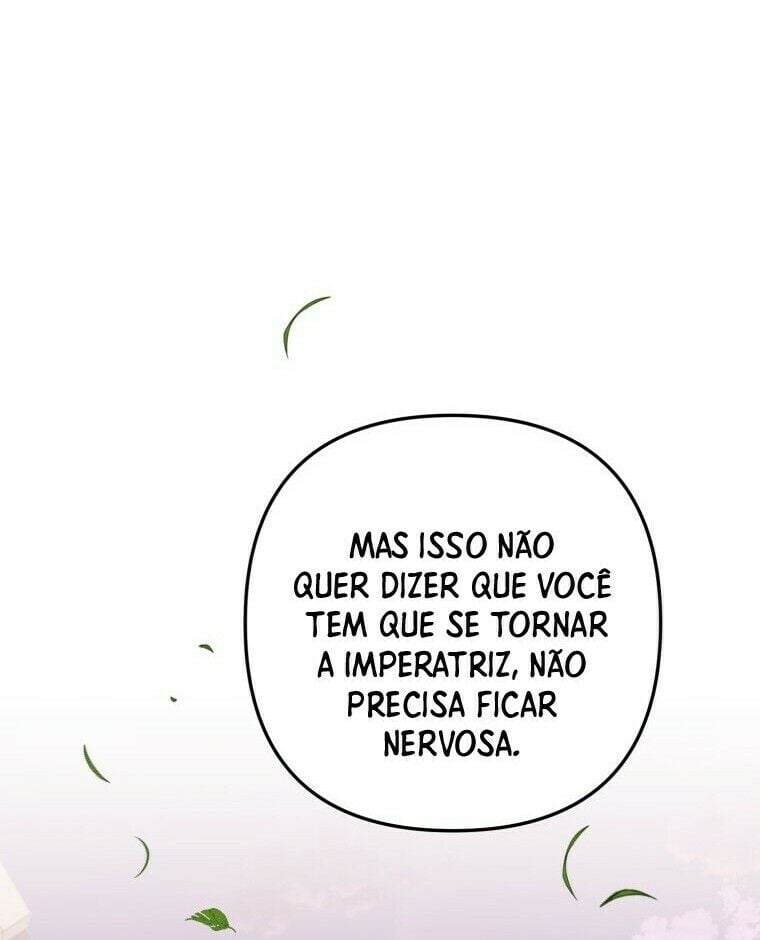 MAS ISSO NÃO
QUER DIZER QUE VOCÊ
TEM QUE SE TORNAR
A IMPERATRIZ, NÃO
PRECISA FICAR
NERVOSA.